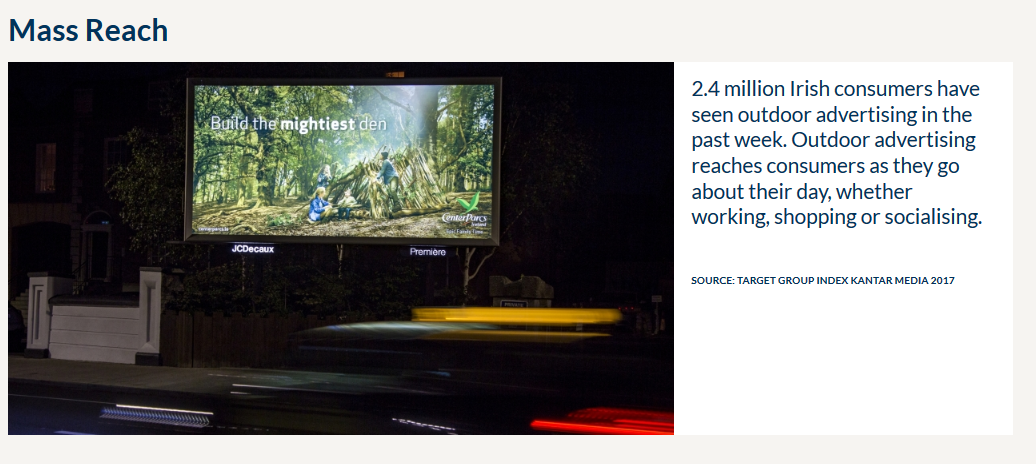 Mass Reach
Build the mightiest den
CenterParcs
centerparcs.ie
JCDecaux
Première
2.4 million Irish consumers have
seen outdoor advertising in the
past week. Outdoor advertising
reaches consumers as they go
about their day, whether
working, shopping or socialising.
SOURCE: TARGET GROUP INDEX KANTAR MEDIA 2017